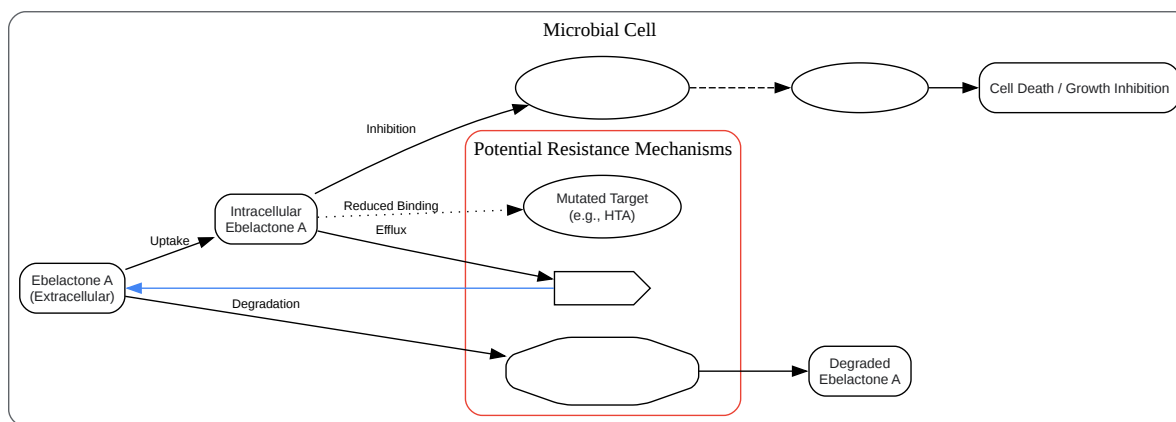 Microbial Cell
Cell Death / Growth Inhibition
Inhibition
Potential Resistance Mechanisms
Mutated Target
(e.g., HTA)
Reduced Binding
Intracellular
Ebelactone A
Efflux
Uptake
Ebelactone A
(Extracellular)
Degradation
Degraded
Ebelactone A